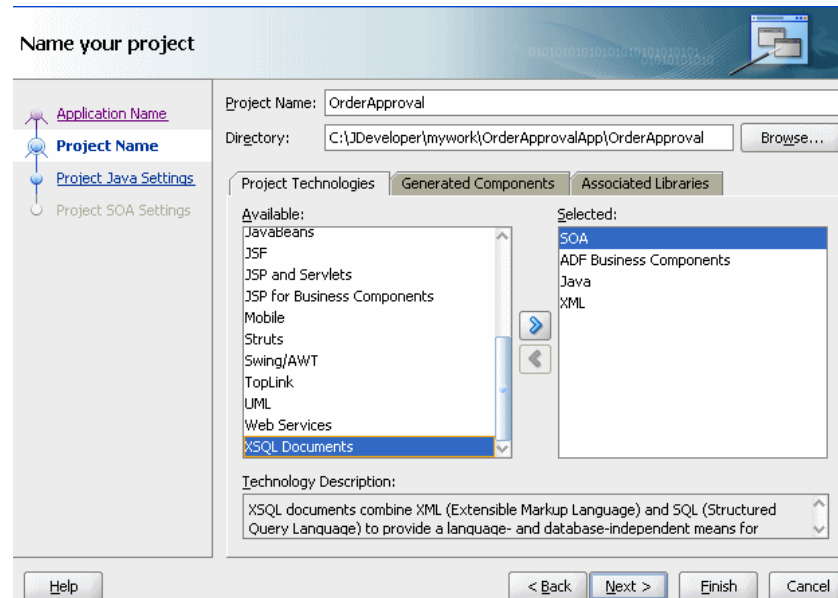 Name your project
Application Name
Project Name
Project Java Settings
Project SOA Settings
Project Name: OrderApproval
Directory: C:\JDeveloper\mywork\OrderApprovalApp\OrderApproval Browse...
Project Technologies Generated Components Associated Libraries
Available: Selected:
JavaBeans
JSF
JSP and Servlets
JSP for Business Components
Mobile
Struts
Swing/AWT
TopLink
UML
Web Services
XSQL Documents
SOA
ADF Business Components
Java
XML
Technology Description:
XSQL documents combine XML (Extensible Markup Language) and SQL (Structured
Query Language) to provide a language- and database-independent means for
Help < Back Next > Finish Cancel